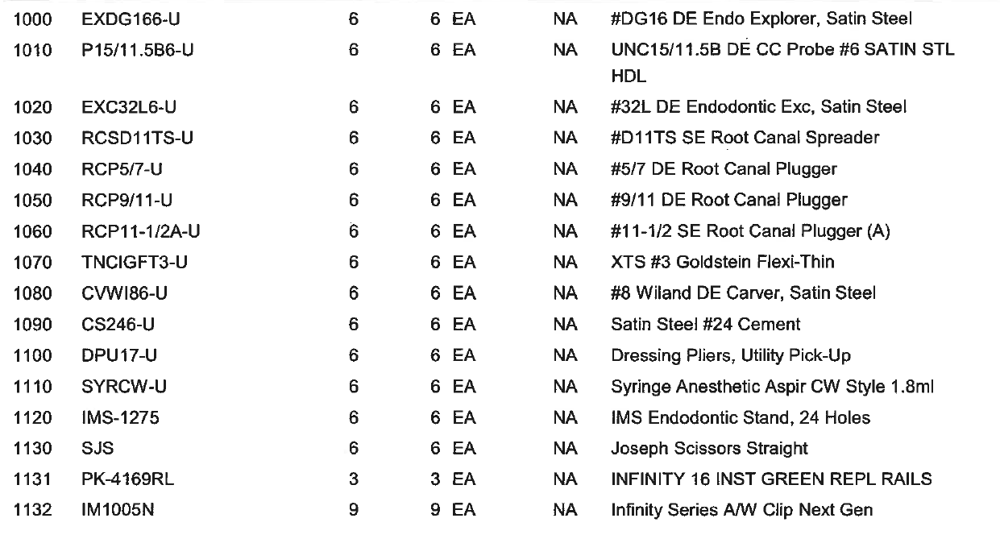 1000 EXDG166-U 6 6 EA NA #DG16 DE Endo Explorer, Satin Steel
1010 P15/11.5B6-U 6 6 EA NA UNC15/11.5B DE CC Probe #6 SATIN STL
HDL
1020 EXC32L6-U 6 6 EA NA #32L DE Endodontic Exc, Satin Steel
1030 RCSD11TS-U 6 6 EA NA #D11TS SE Root Canal Spreader
1040 RCP5/7-U 6 6 EA NA #5/7 DE Root Canal Plugger
1050 RCP9/11-U 6 6 EA NA #9/11 DE Root Canal Plugger
1060 RCP11-1/2A-U 6 6 EA NA #11-1/2 SE Root Canal Plugger (A)
1070 TNCIGFT3-U 6 6 EA NA XTS #3 Goldstein Flexi-Thin
1080 CVWI86-U 6 6 EA NA #8 Wiland DE Carver, Satin Steel
1090 CS246-U 6 6 EA NA Satin Steel #24 Cement
1100 DPU17-U 6 6 EA NA Dressing Pliers, Utility Pick-Up
1110 SYRCW-U 6 6 EA NA Syringe Anesthetic Aspir CW Style 1.8ml
1120 IMS-1275 6 6 EA NA IMS Endodontic Stand, 24 Holes
1130 SJS 6 6 EA NA Joseph Scissors Straight
1131 PK-4169RL 3 3 EA NA INFINITY 16 INST GREEN REPL RAILS
1132 IM1005N 9 9 EA NA Infinity Series A/W Clip Next Gen